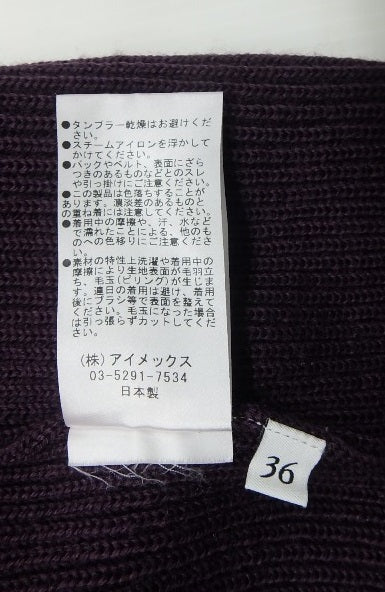 ●タンブラー乾燥はお避けくだ
さい。
●スチームアイロンを浮かして
かけてください。
●バックやベルト、表面にざら
つきのあるものなどとのスレ
や引っ掛けにご注意ください。
●この製品は色落ちすることが
あります。濃淡差のあるものと
の重ね着には注意してください。
●着用中の摩擦や、汗、水など
で濡れたことによる、他のも
のへの色移りにご注意くださ
い。
●素材の特性上洗濯や着用中の
摩擦により生地表面が毛羽立
ち、毛玉(ピリング)が生じま
す。連日の着用は避け、着用
後にブラシ等で表面を整えて
ください。毛玉になった場合
は引っ張らずカットしてくだ
さい。
(株)アイメックス
03-5291-7534
日本製
36